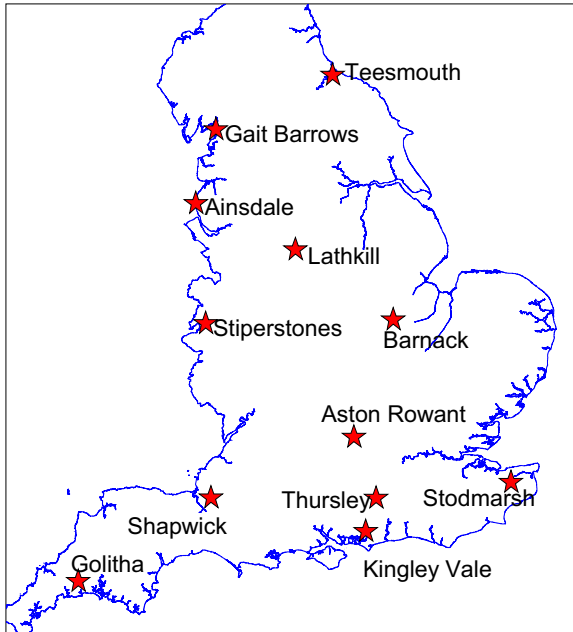 Teesmouth
Gait Barrows
Ainsdale
Lathkill
Stiperstones
Barnack
Aston Rowant
Thursley
Stodmarsh
Shapwick
Golitha
Kingley Vale